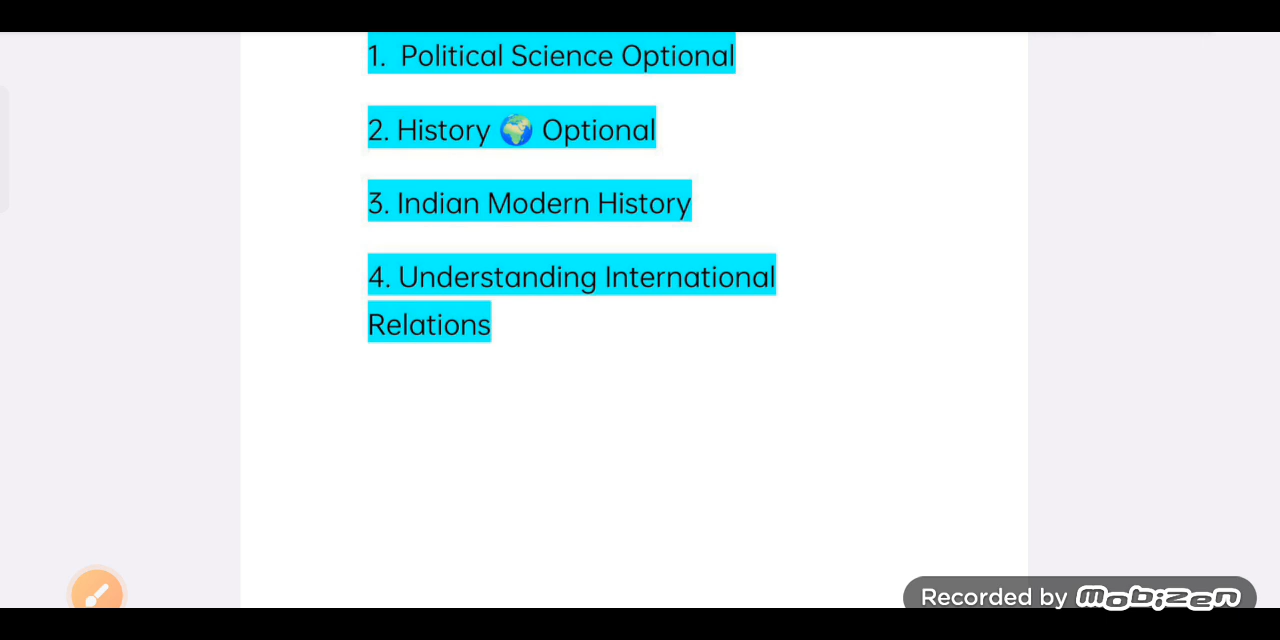 1. Political Science Optional
2. History 🌍 Optional
3. Indian Modern History
4. Understanding International
Relations
Recorded by mobizen